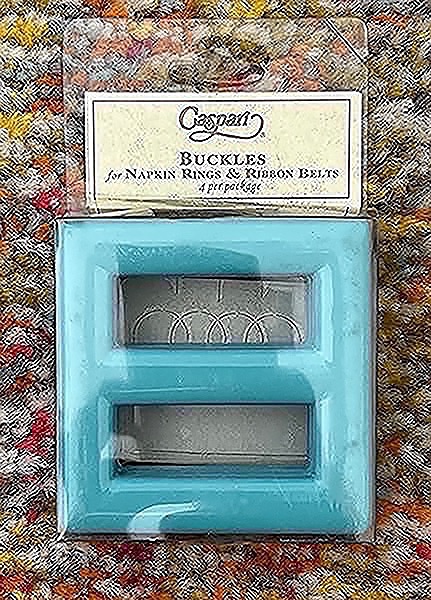 Caspari
BUCKLES
for NAPKIN RINGS & RIBBON BELTS
4 per package